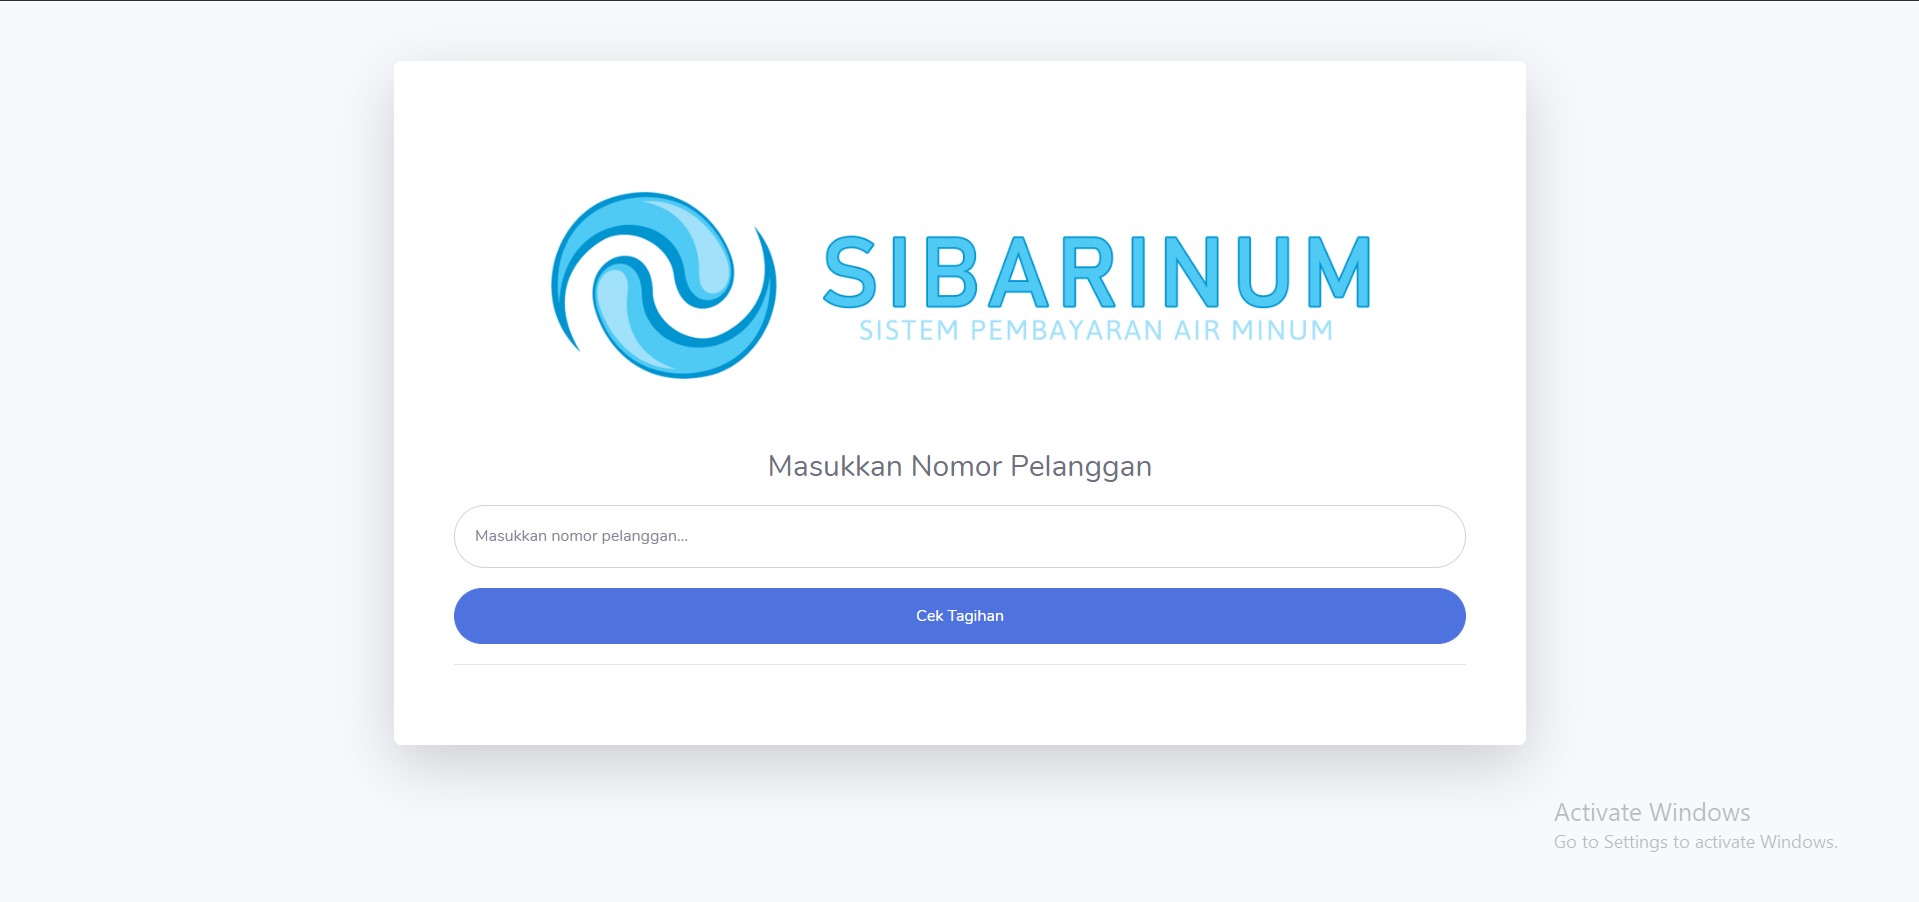 SIBARINUM
SISTEM PEMBAYARAN AIR MINUM
Masukkan Nomor Pelanggan
Masukkan nomor pelanggan...
Cek Tagihan
Activate Windows
Go to Settings to activate Windows.